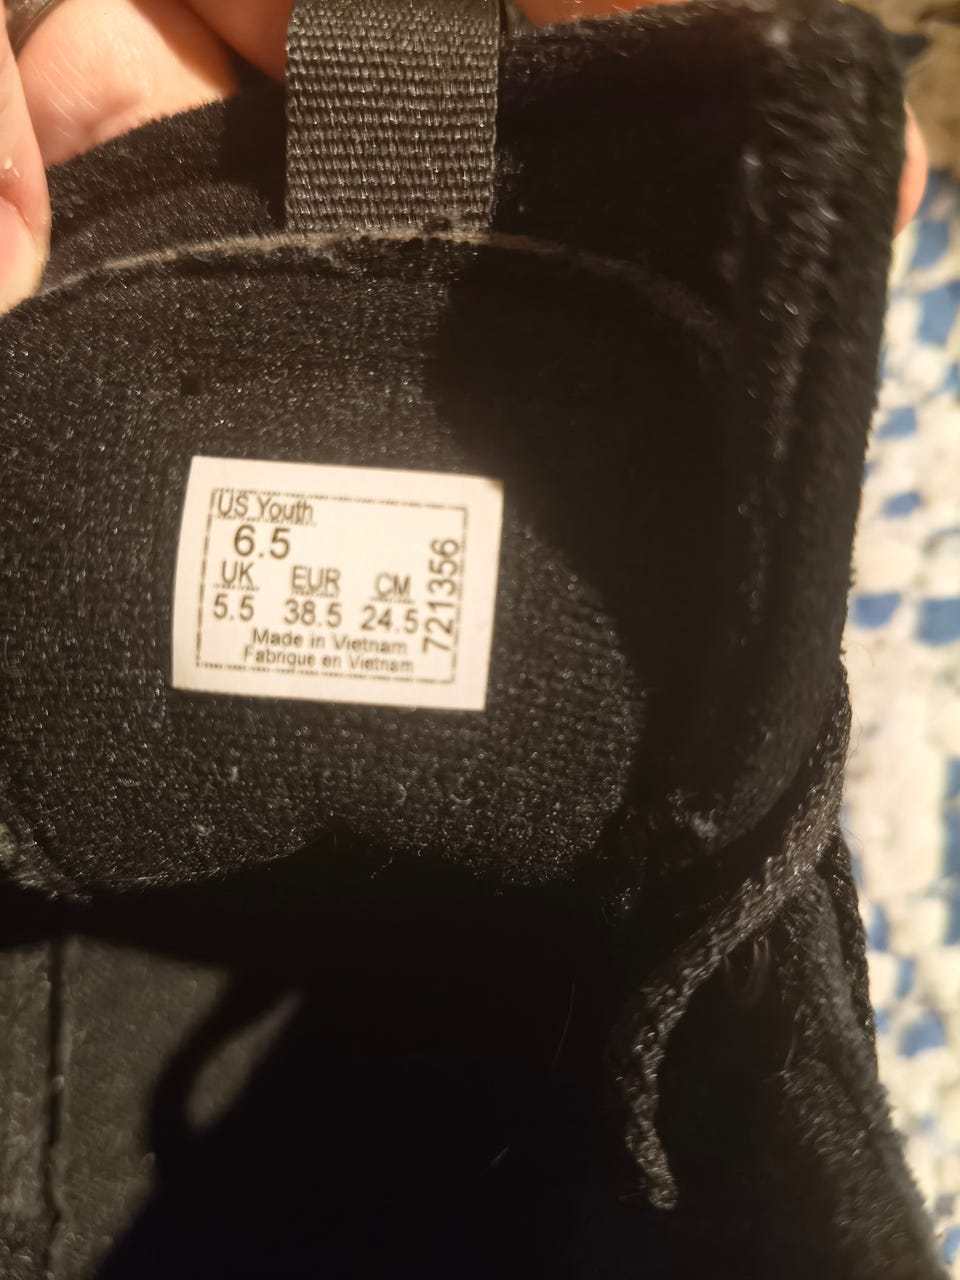 US Youth
6.5
UK EUR CM
5.5 38.5 24.5
Made in Vietnam
Fabrique en Vietnam
721356